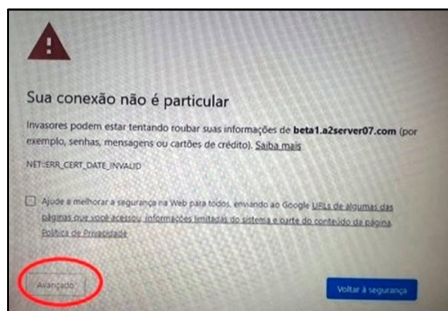 Sua conexão não é particular
Invasores podem estar tentando roubar suas informações de beta1.a2server07.com (por
exemplo, senhas, mensagens ou cartões de crédito). Saiba mais
NET::ERR_CERT_DATE_INVALID
Ajude a melhorar a segurança na Web para todos, enviando ao Google URLs de algumas das
páginas que você acessou, informações limitadas do sistema e parte do conteúdo da página.
Política de Privacidade
Avançado
Voltar à segurança